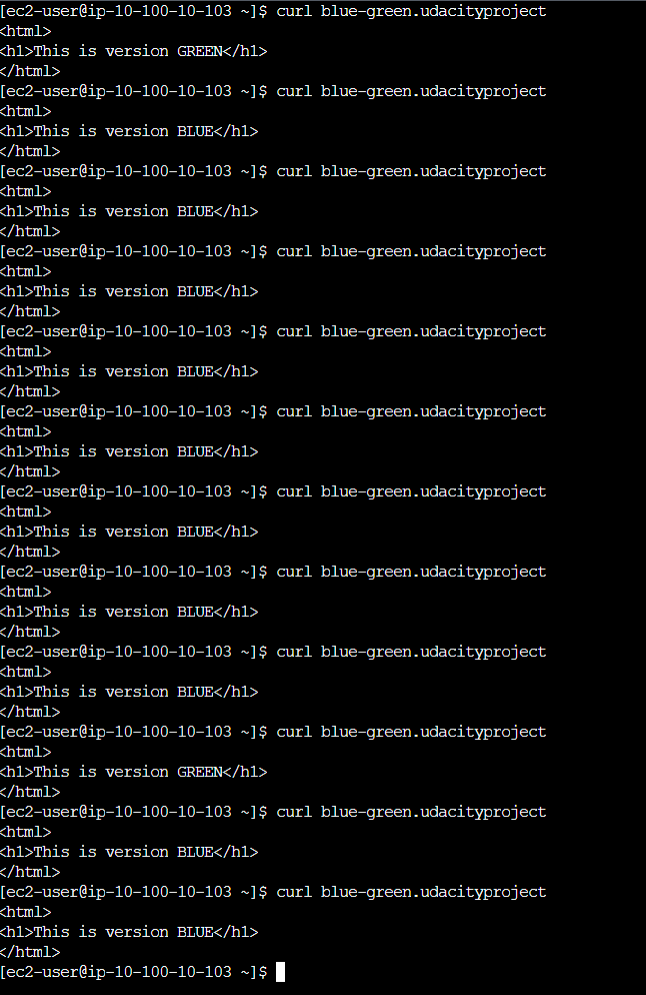 [ec2-user@ip-10-100-10-103 ~]$ curl blue-green.udacityproject
<html>
<h1>This is version GREEN</h1>
</html>
[ec2-user@ip-10-100-10-103 ~]$ curl blue-green.udacityproject
<html>
<h1>This is version BLUE</h1>
</html>
[ec2-user@ip-10-100-10-103 ~]$ curl blue-green.udacityproject
<html>
<h1>This is version BLUE</h1>
</html>
[ec2-user@ip-10-100-10-103 ~]$ curl blue-green.udacityproject
<html>
<h1>This is version BLUE</h1>
</html>
[ec2-user@ip-10-100-10-103 ~]$ curl blue-green.udacityproject
<html>
<h1>This is version BLUE</h1>
</html>
[ec2-user@ip-10-100-10-103 ~]$ curl blue-green.udacityproject
<html>
<h1>This is version BLUE</h1>
</html>
[ec2-user@ip-10-100-10-103 ~]$ curl blue-green.udacityproject
<html>
<h1>This is version BLUE</h1>
</html>
[ec2-user@ip-10-100-10-103 ~]$ curl blue-green.udacityproject
<html>
<h1>This is version BLUE</h1>
</html>
[ec2-user@ip-10-100-10-103 ~]$ curl blue-green.udacityproject
<html>
<h1>This is version BLUE</h1>
</html>
[ec2-user@ip-10-100-10-103 ~]$ curl blue-green.udacityproject
<html>
<h1>This is version GREEN</h1>
</html>
[ec2-user@ip-10-100-10-103 ~]$ curl blue-green.udacityproject
<html>
<h1>This is version BLUE</h1>
</html>
[ec2-user@ip-10-100-10-103 ~]$ curl blue-green.udacityproject
<html>
<h1>This is version BLUE</h1>
</html>
[ec2-user@ip-10-100-10-103 ~]$